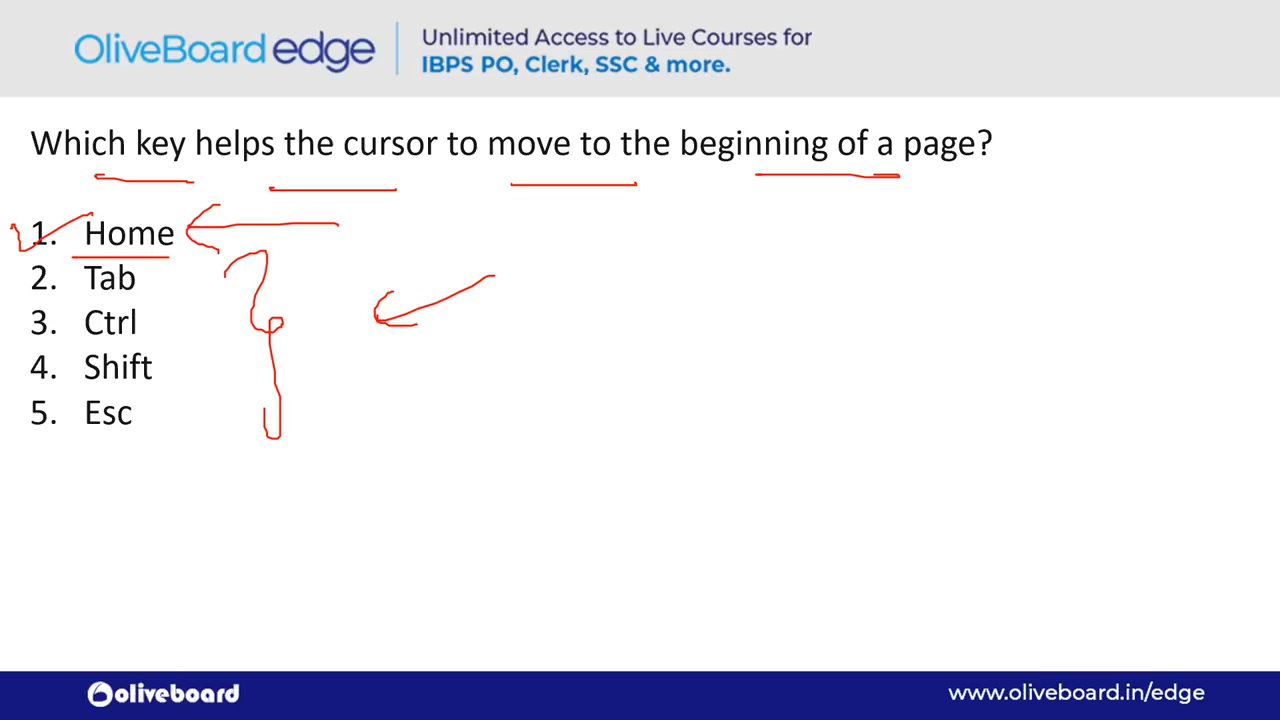 OliveBoard edge
Unlimited Access to Live Courses for
IBPS PO, Clerk, SSC & more.
Which key helps the cursor to move to the beginning of a page?
1. Home
2. Tab
3. Ctrl
4. Shift
5. Esc
oliveboard
www.oliveboard.in/edge